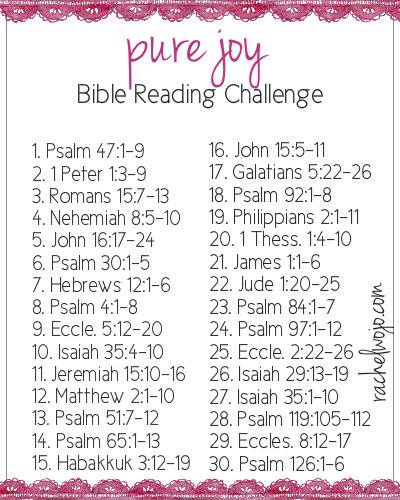 pure joy
Bible Reading Challenge
1. Psalm 47:1-9
2. 1 Peter 1:3-9
3. Romans 15:7-13
4. Nehemiah 8:5-10
5. John 16:17-24
6. Psalm 30:1-5
7. Hebrews 12:1-6
8. Psalm 4:1-8
9. Eccle. 5:12-20
10. Isaiah 35:4-10
11. Jeremiah 15:10-16
12. Matthew 2:1-10
13. Psalm 51:7-12
14. Psalm 65:1-13
15. Habakkuk 3:12-19
16. John 15:5-11
17. Galatians 5:22-26
18. Psalm 92:1-8
19. Philippians 2:1-11
20. 1 Thess. 1:4-10
21. James 1:1-6
22. Jude 1:20-25
23. Psalm 84:1-7
24. Psalm 97:1-12
25. Eccle. 2:22-26
26. Isaiah 29:13-19
27. Isaiah 35:1-10
28. Psalm 119:105-112
29. Eccles. 8:12-17
30. Psalm 126:1-6
rachelwojo.com